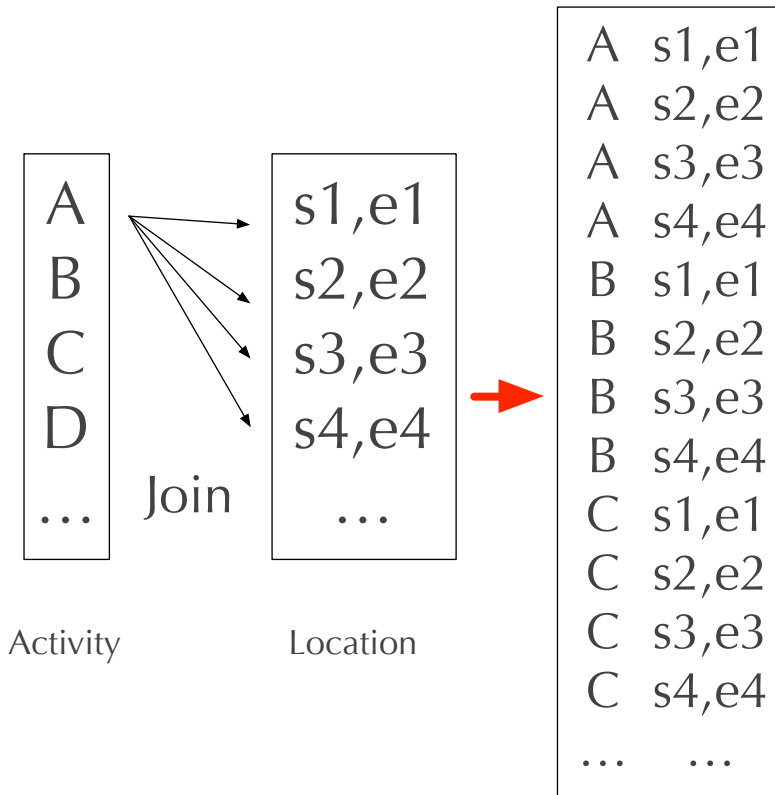 A
B
C
D
...
Activity
Join
s1,e1
s2,e2
s3,e3
s4,e4
...
Location
A s1,e1
A s2,e2
A s3,e3
A s4,e4
B s1,e1
B s2,e2
B s3,e3
B s4,e4
C s1,e1
C s2,e2
C s3,e3
C s4,e4
... ...